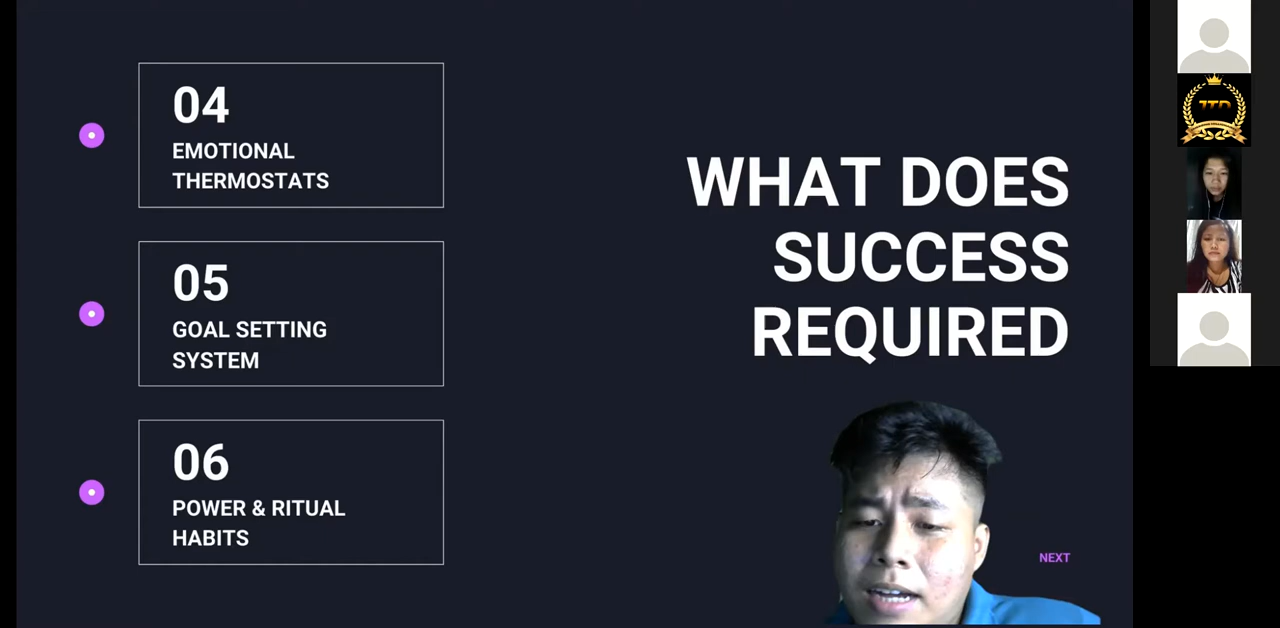 04
EMOTIONAL
THERMOSTATS
05
GOAL SETTING
SYSTEM
06
POWER & RITUAL
HABITS
WHAT DOES
SUCCESS
REQUIRED
NEXT